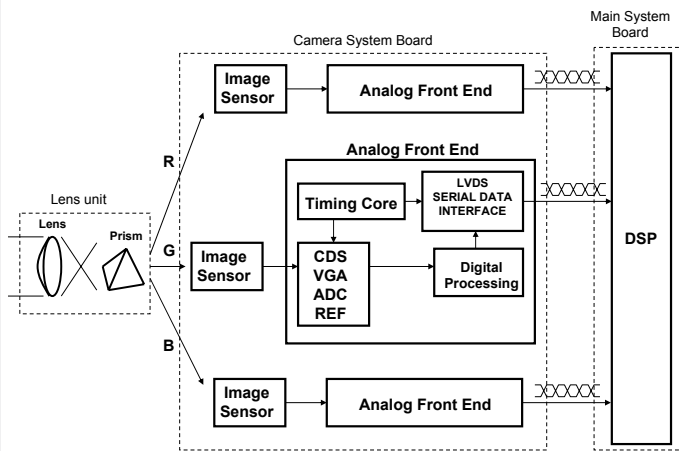 Main System
Board
Camera System Board
Image
Sensor
Analog Front End
R
Analog Front End
Lens unit
Lens
Prism
G
Image
Sensor
Timing Core
LVDS
SERIAL DATA
INTERFACE
CDS
VGA
ADC
REF
Digital
Processing
DSP
B
Image
Sensor
Analog Front End